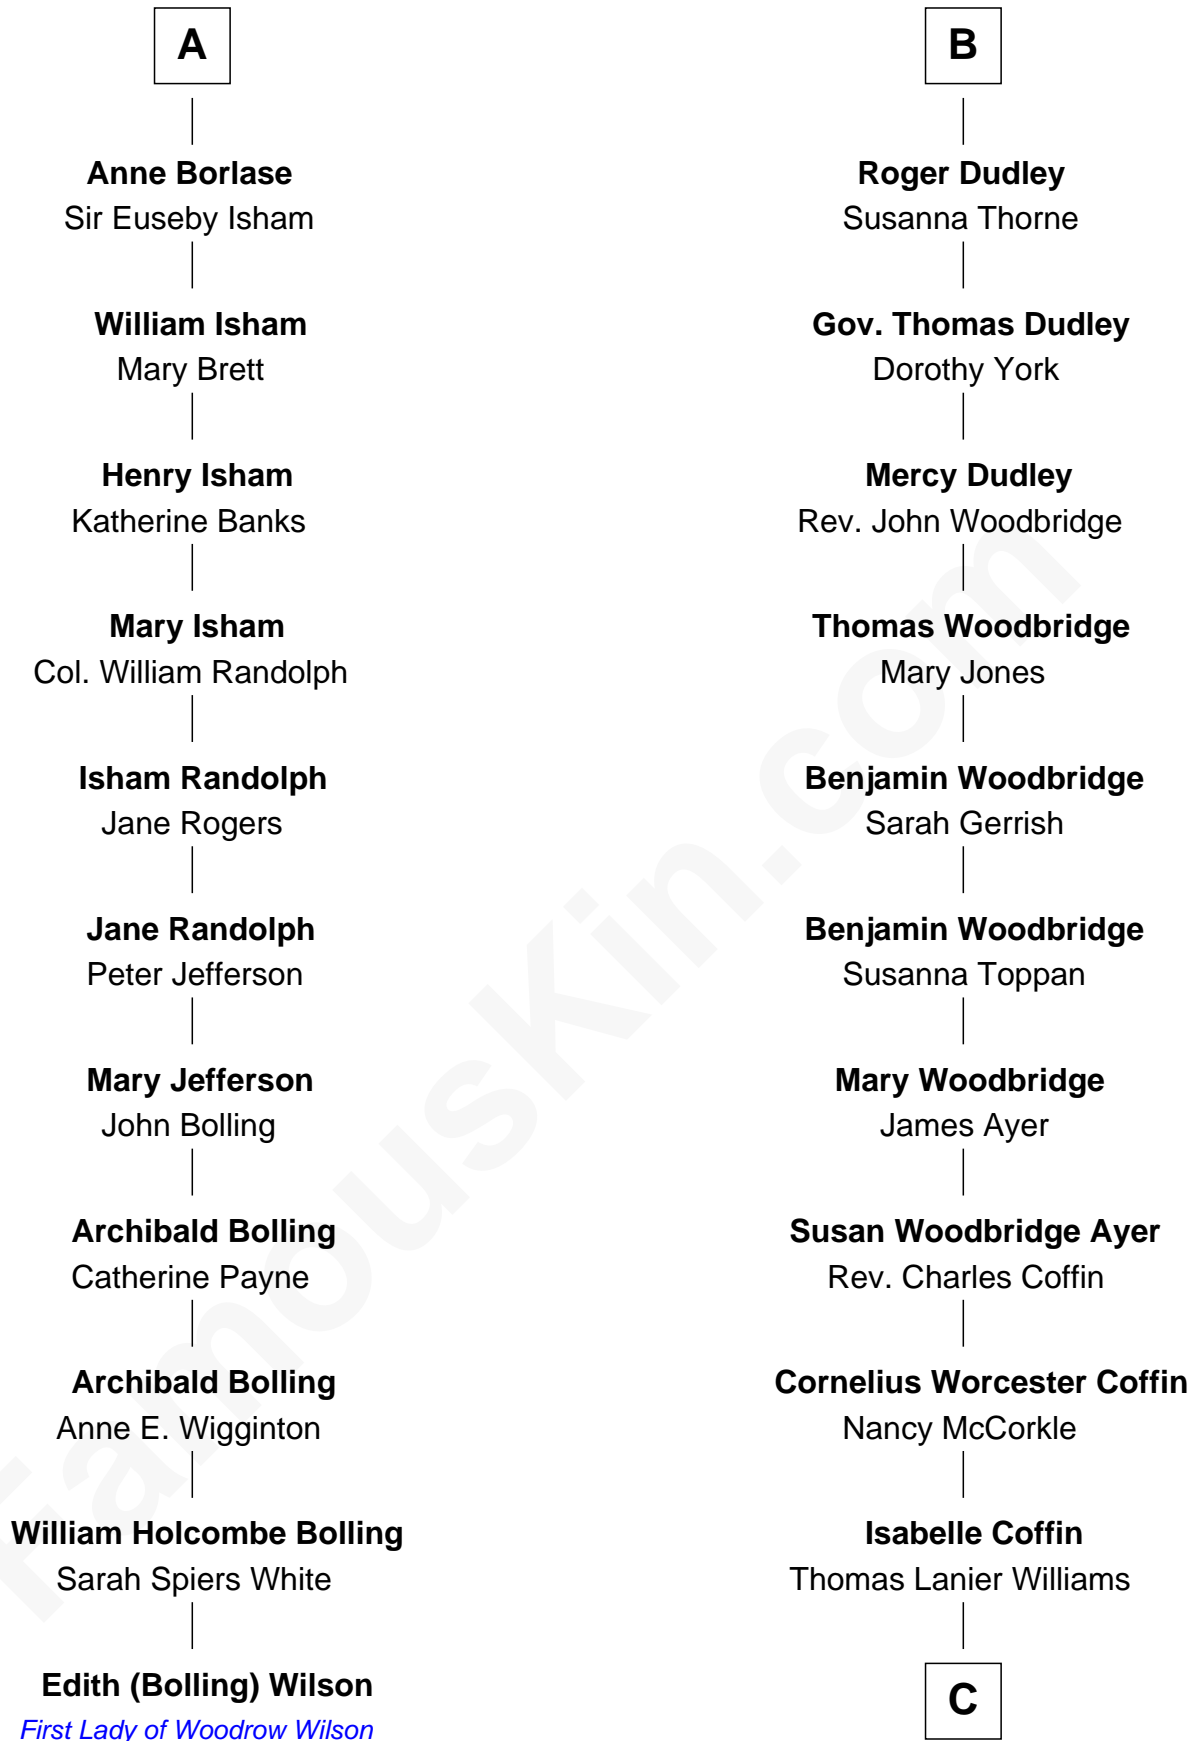 A
Anne Borlase
Sir Euseby Isham
William Isham
Mary Brett
Henry Isham
Katherine Banks
Mary Isham
Col. William Randolph
Isham Randolph
Jane Rogers
Jane Randolph
Peter Jefferson
Mary Jefferson
John Bolling
Archibald Bolling
Catherine Payne
Archibald Bolling
Anne E. Wigginton
William Holcombe Bolling
Sarah Spiers White
Edith (Bolling) Wilson
First Lady of Woodrow Wilson
B
Roger Dudley
Susanna Thorne
Gov. Thomas Dudley
Dorothy York
Mercy Dudley
Rev. John Woodbridge
Thomas Woodbridge
Mary Jones
Benjamin Woodbridge
Sarah Gerrish
Benjamin Woodbridge
Susanna Toppan
Mary Woodbridge
James Ayer
Susan Woodbridge Ayer
Rev. Charles Coffin
Cornelius Worcester Coffin
Nancy McCorkle
Isabelle Coffin
Thomas Lanier Williams
C
FamousKin.com